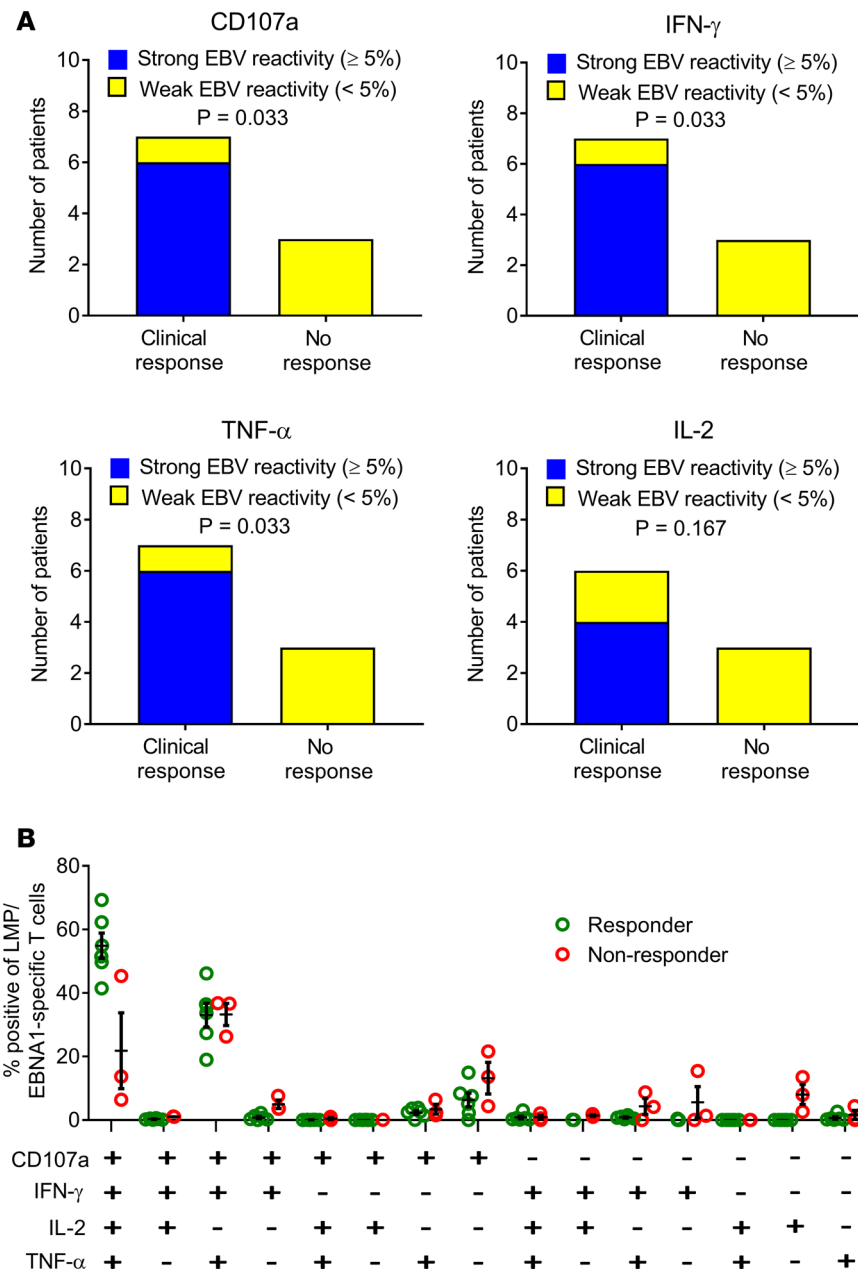 A
CD107a
10
8
6
4
2
0
Number of patients
Strong EBV reactivity (≥ 5%)
Weak EBV reactivity (< 5%)
P = 0.033
Clinical response
No response
IFN-γ
10
8
6
4
2
0
Number of patients
Strong EBV reactivity (≥ 5%)
Weak EBV reactivity (< 5%)
P = 0.033
Clinical response
No response
TNF-α
10
8
6
4
2
0
Number of patients
Strong EBV reactivity (≥ 5%)
Weak EBV reactivity (< 5%)
P = 0.033
Clinical response
No response
IL-2
10
8
6
4
2
0
Number of patients
Strong EBV reactivity (≥ 5%)
Weak EBV reactivity (< 5%)
P = 0.167
Clinical response
No response
B
80
60
40
20
0
% positive of LMP/
EBNA1-specific T cells
Responder
Non-responder
CD107a + + + + + + + + - - - - - - -
IFN-γ + + + + - - - - + + + + - - -
IL-2 + + - - + + - - + + - - + + -
TNF-α + - + - + - + - + - + - + - +